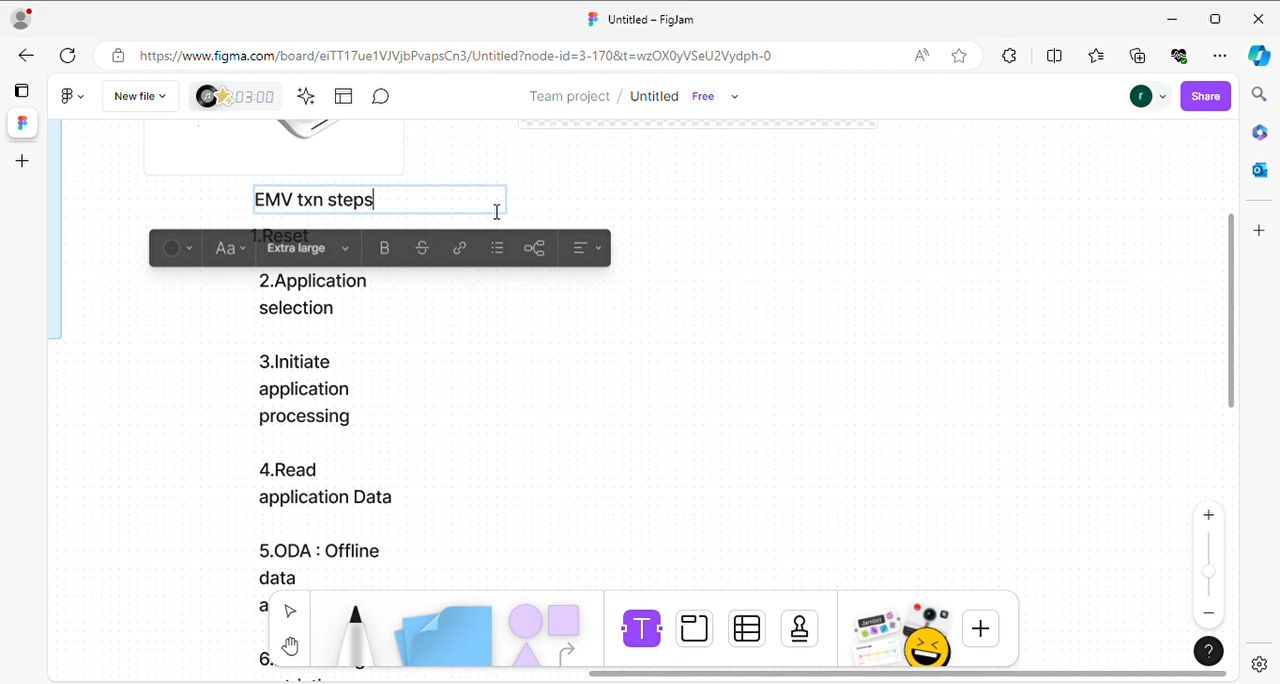 Untitled – FigJam
https://www.figma.com/board/eiTT17ue1VJVjbPvapsCn3/Untitled?node-id=3-170&t=wzOX0yVSeU2Vydph-0
New file
03:00
Team project / Untitled Free
r
Share
EMV txn steps
1.Reset
Aa
Extra large
B
S
2.Application
selection
3.Initiate
application
processing
4.Read
application Data
5.ODA : Offline
data
a
6.
T
?